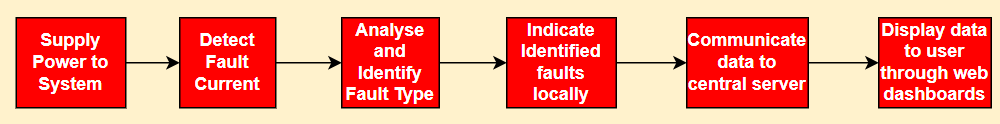 Supply
Power to
System
Detect
Fault
Current
Analyse
and
Identify
Fault Type
Indicate
Identified
faults
locally
Communicate
data to
central server
Display data
to user
through web
dashboards